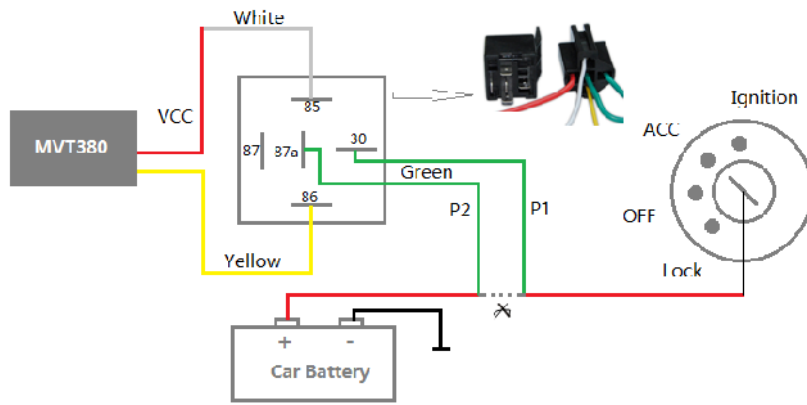 White
VCC
MVT380
85
87
87a
30
86
Green
Yellow
P2
P1
Ignition
ACC
OFF
Lock
+
-
Car Battery